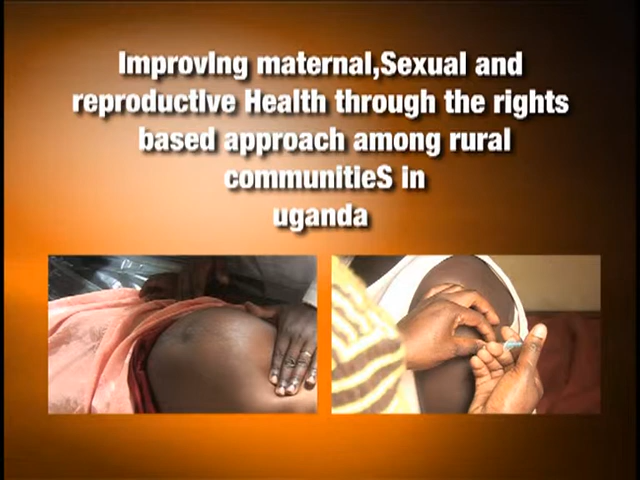 ImprovIng maternal,Sexual and
reproductIve Health through the rights
based approach among rural
communitieS in
uganda